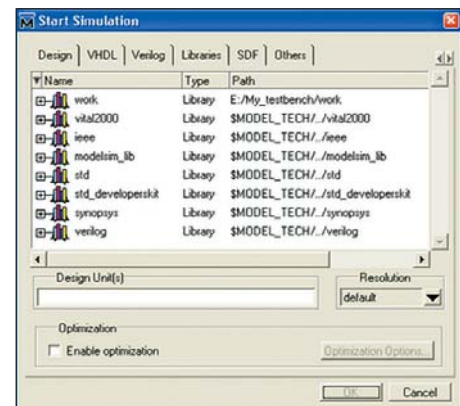 Start Simulation
Design VHDL Verilog Libraries SDF Others
Name Type Path
work Library E:/My_testbench/work
vital2000 Library $MODEL_TECH/../vital2000
ieee Library $MODEL_TECH/../ieee
modelsim_lib Library $MODEL_TECH/../modelsim_lib
std Library $MODEL_TECH/../std
std_developerskit Library $MODEL_TECH/../std_developerskit
synopsys Library $MODEL_TECH/../synopsys
verilog Library $MODEL_TECH/../verilog
Design Unit(s) Resolution
default
Optimization
Enable optimization Optimization Options...
OK Cancel